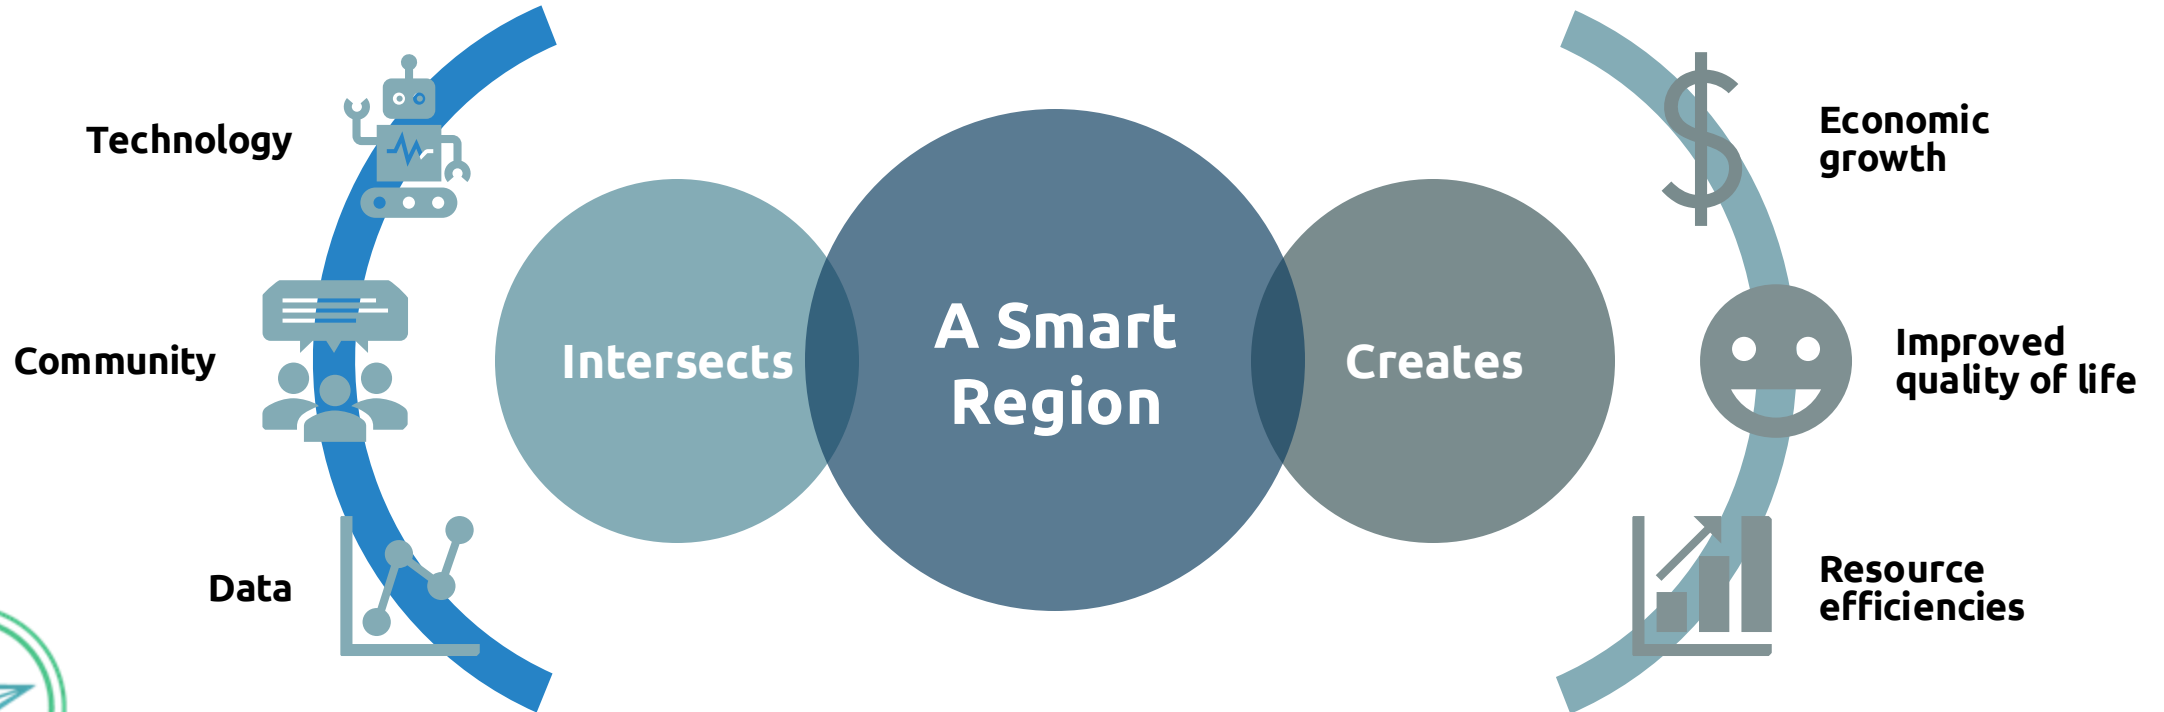 Technology
Community
Data
Intersects
A Smart
Region
Creates
Economic
growth
Improved
quality of life
Resource
efficiencies